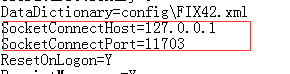 DataDictionary=config\FIX42.xml
SocketConnectHost=127.0.0.1
SocketConnectPort=11703
ResetOnLogon=Y